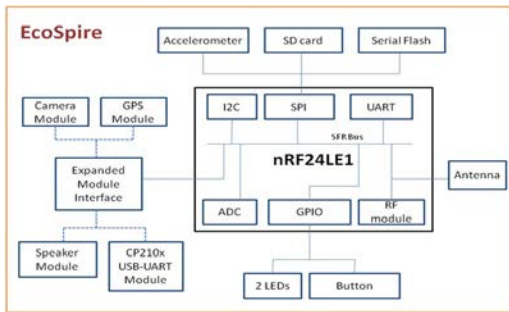 EcoSpire
Accelerometer
SD card
Serial Flash
Camera
Module
GPS
Module
I2C
SPI
UART
SFR Bus
nRF24LE1
Expanded
Module
Interface
Antenna
ADC
GPIO
RF
module
Speaker
Module
CP210x
USB-UART
Module
2 LEDs
Button